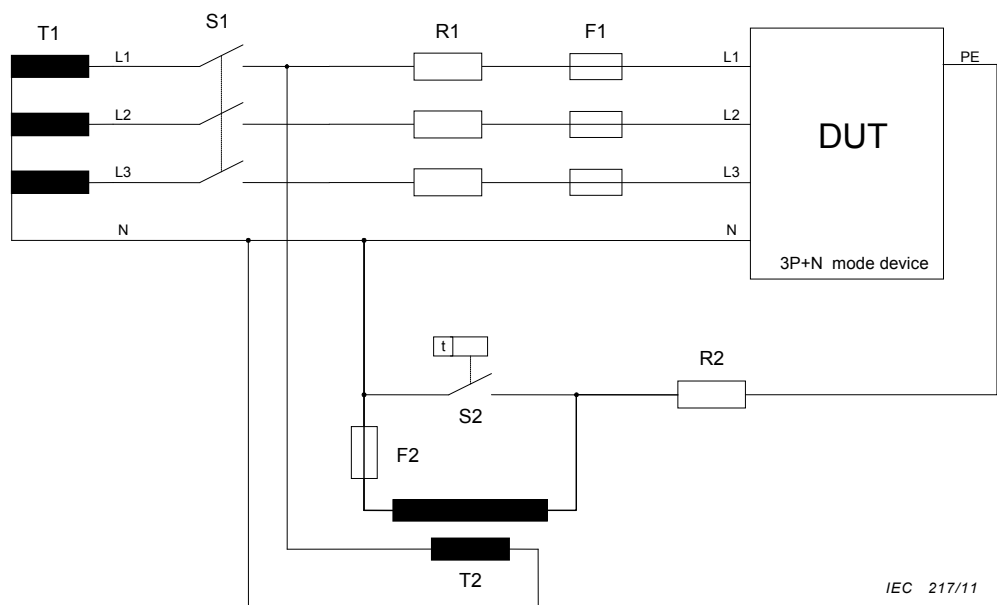 T1
S1
R1
F1
L1
L1
PE
L2
L2
DUT
L3
L3
N
N
3P+N mode device
t
R2
S2
F2
T2
IEC 217/11